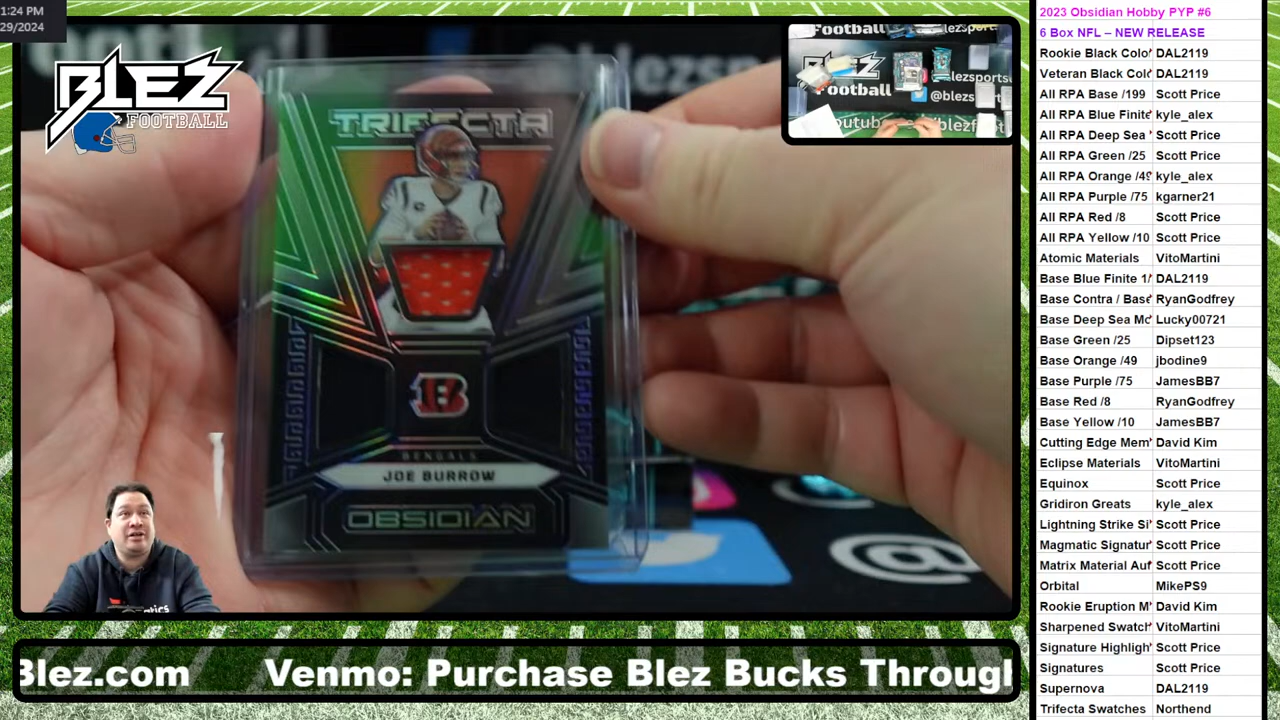 1:24 PM
29/2024
BLEZ
FOOTBALL
TRIFECTA
BENGALS
JOE BURROW
OBSIDIAN
Football
blezsports
Football
@blezs
youtube
Blez.com Venmo: Purchase Blez Bucks Through
2023 Obsidian Hobby PYP #6
6 Box NFL – NEW RELEASE
Rookie Black Colo DAL2119
Veteran Black Colo DAL2119
All RPA Base /199 Scott Price
All RPA Blue Finite kyle_alex
All RPA Deep Sea Scott Price
All RPA Green /25 Scott Price
All RPA Orange /49 kyle_alex
All RPA Purple /75 kgarner21
All RPA Red /8 Scott Price
All RPA Yellow /10 Scott Price
Atomic Materials VitoMartini
Base Blue Finite 1/ DAL2119
Base Contra / Base RyanGodfrey
Base Deep Sea Mo Lucky00721
Base Green /25 Dipset123
Base Orange /49 jbodine9
Base Purple /75 JamesBB7
Base Red /8 RyanGodfrey
Base Yellow /10 JamesBB7
Cutting Edge Mem David Kim
Eclipse Materials VitoMartini
Equinox Scott Price
Gridiron Greats kyle_alex
Lightning Strike Si Scott Price
Magmatic Signatur Scott Price
Matrix Material Aut Scott Price
Orbital MikePS9
Rookie Eruption M David Kim
Sharpened Swatch VitoMartini
Signature Highligh Scott Price
Signatures Scott Price
Supernova DAL2119
Trifecta Swatches Northend